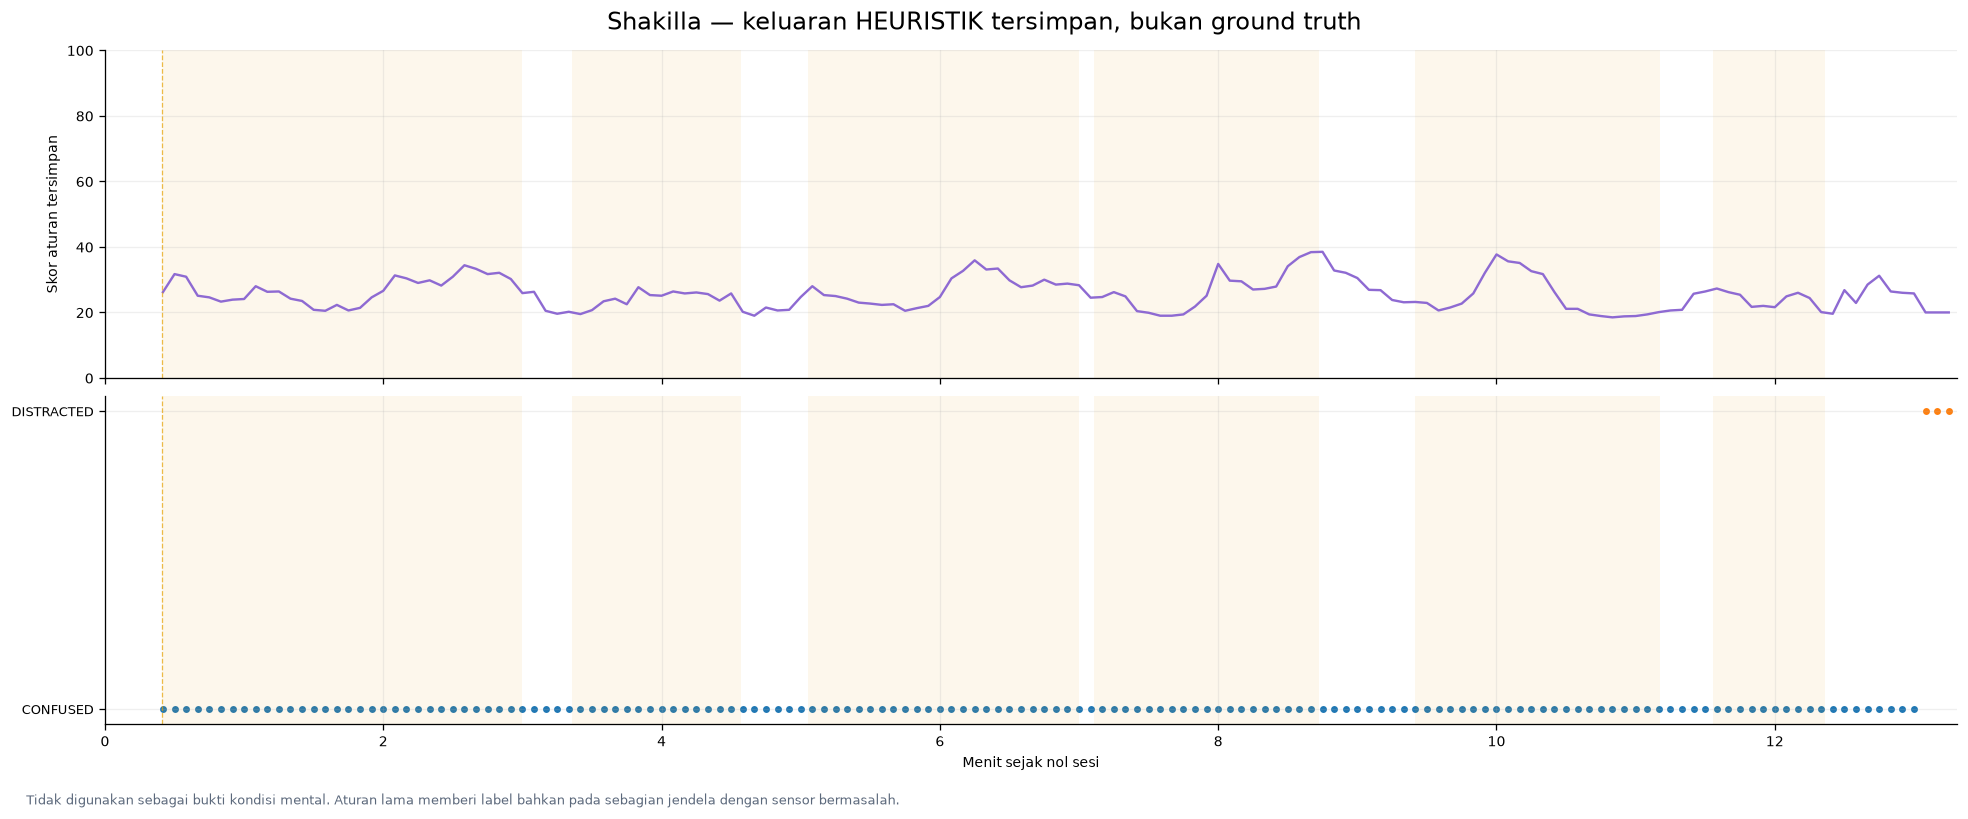 Shakilla — keluaran HEURISTIK tersimpan, bukan ground truth
Skor aturan tersimpan
100
80
60
40
20
0
DISTRACTED
CONFUSED
0 2 4 6 8 10 12
Menit sejak nol sesi
Tidak digunakan sebagai bukti kondisi mental. Aturan lama memberi label bahkan pada sebagian jendela dengan sensor bermasalah.